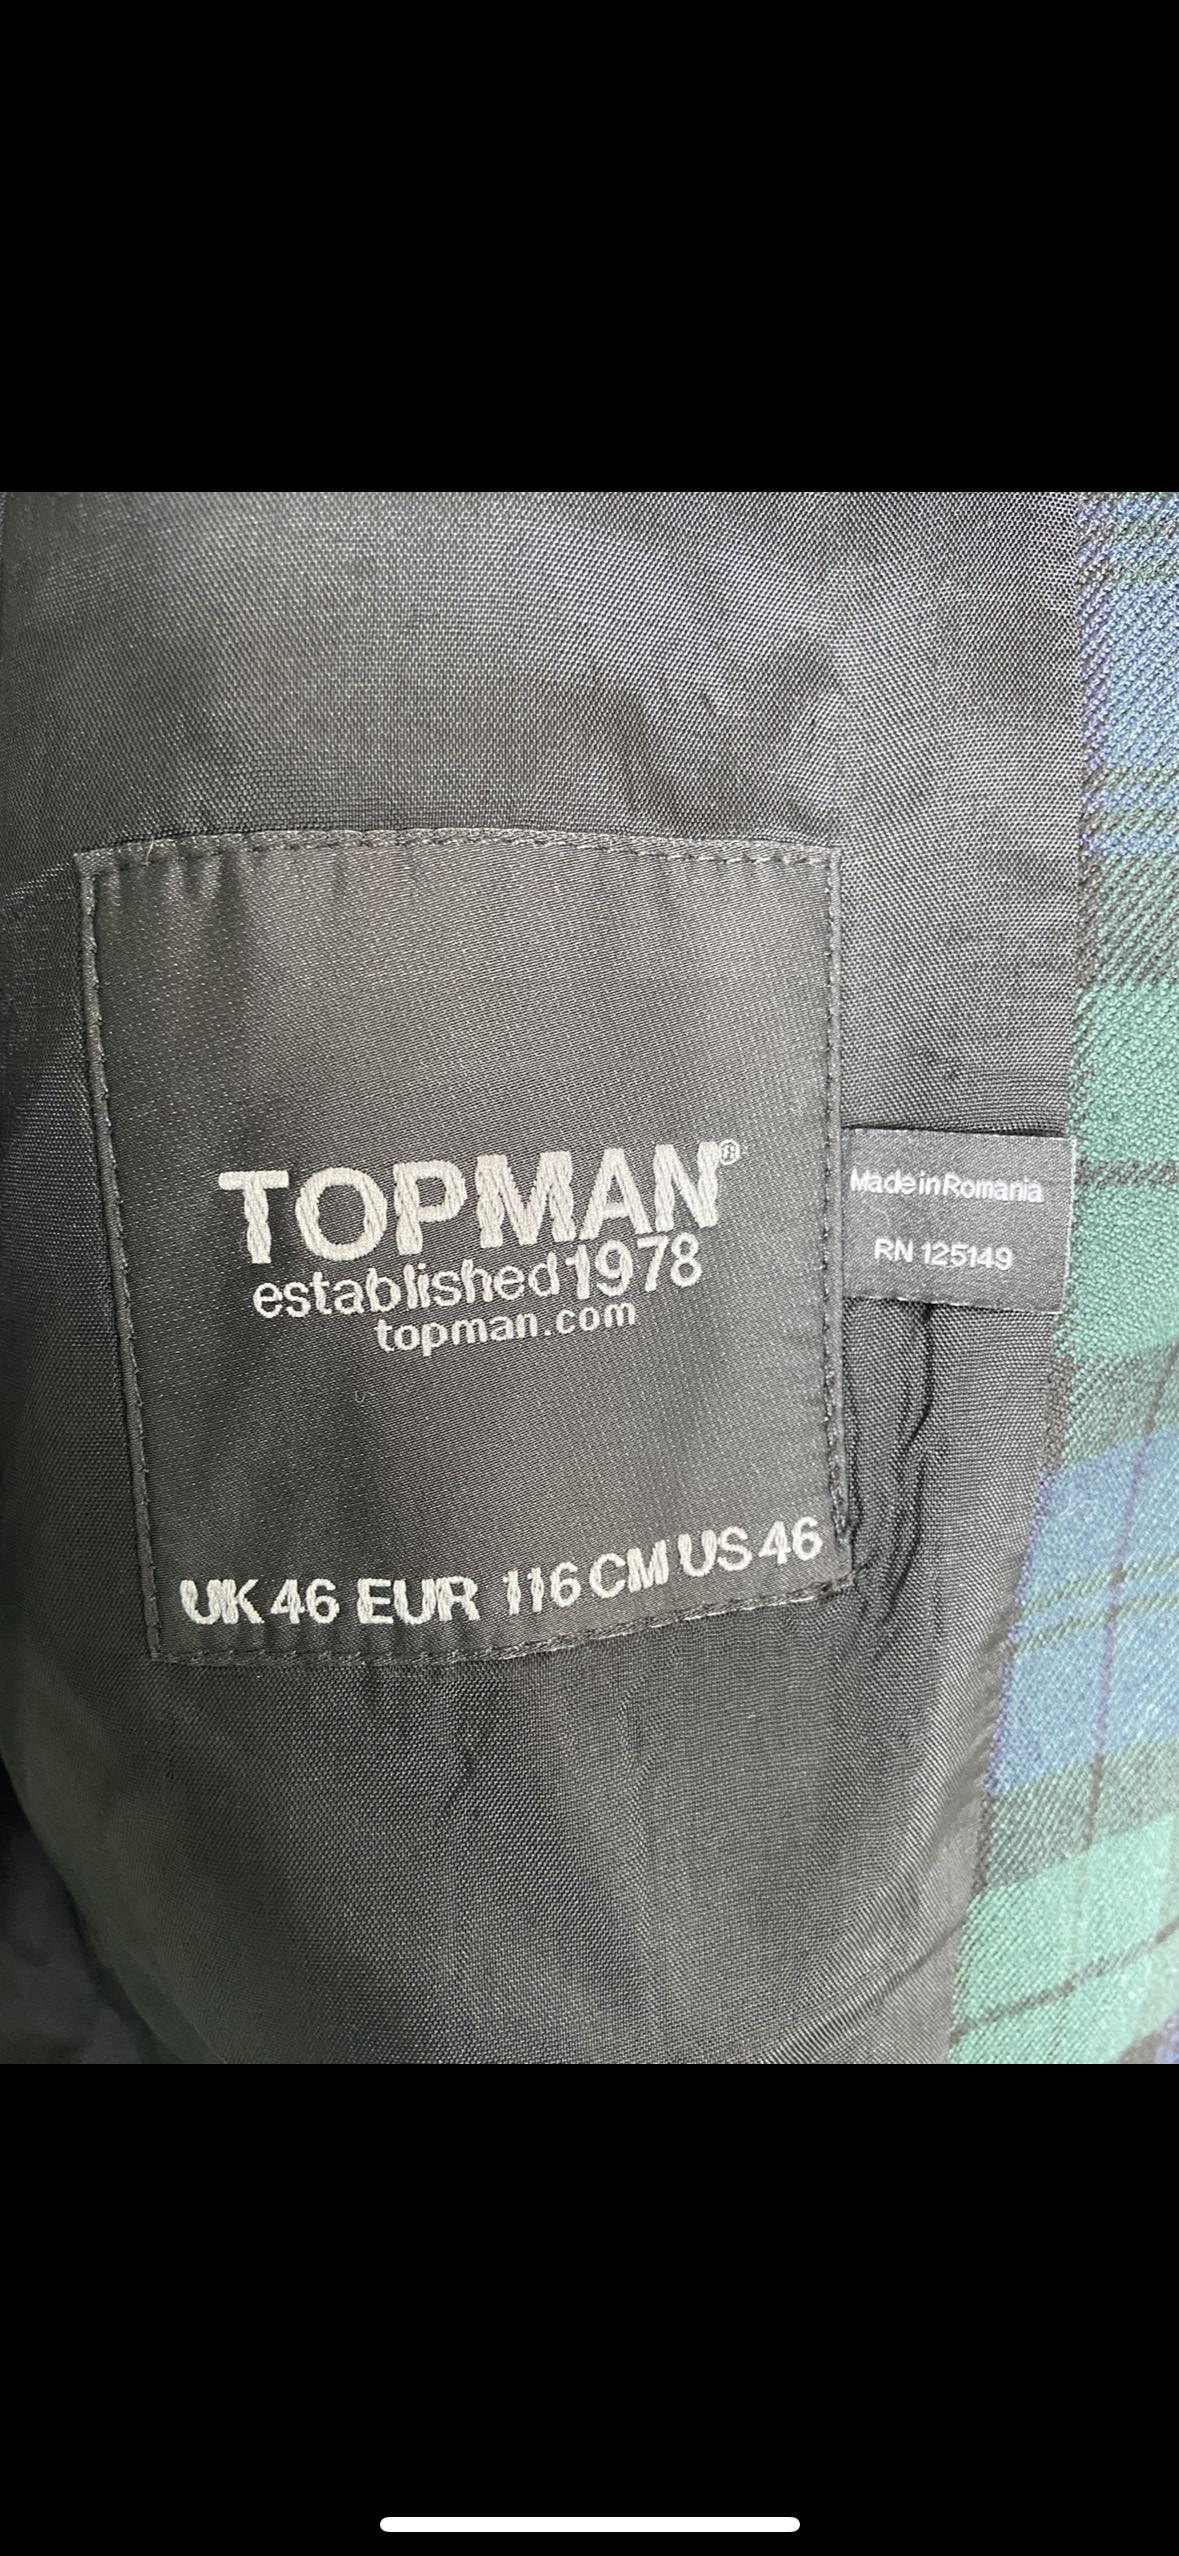 TOPMAN®
established 1978
topman.com
UK 46 EUR 116 CM US 46
Made in Romania
RN 125149